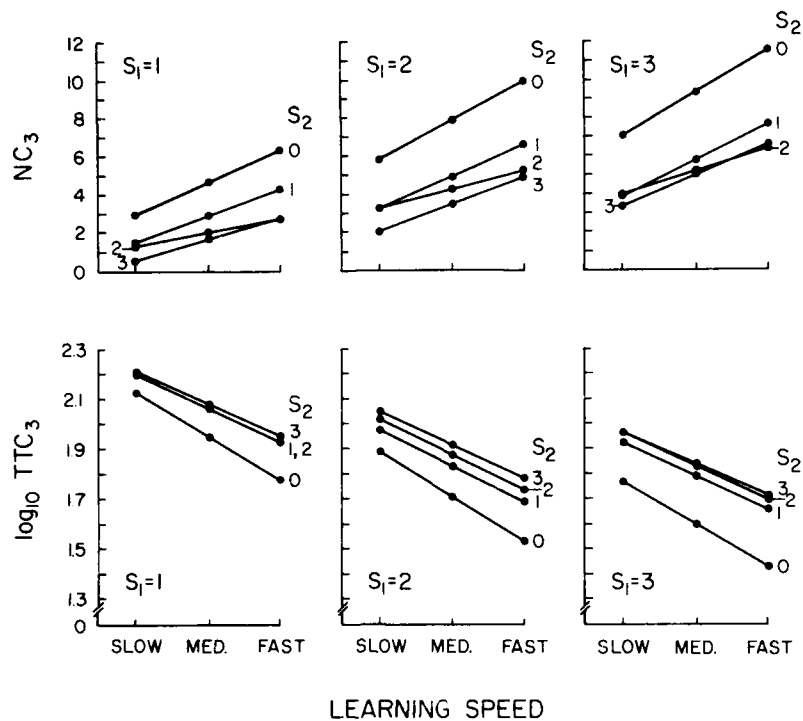 12
10
8
6
4
2
0
NC₃
S₁=1
S₂
0
1
2
3
S₁=2
S₂
0
1
2
3
S₁=3
S₂
0
1
2
3
2.3
2.1
1.9
1.7
1.5
1.3
0
log₁₀ TTC₃
S₁=1
S₂
3
1, 2
0
S₁=2
S₂
3
2
1
0
S₁=3
S₂
3
2
1
0
SLOW MED. FAST
SLOW MED. FAST
SLOW MED. FAST
LEARNING SPEED